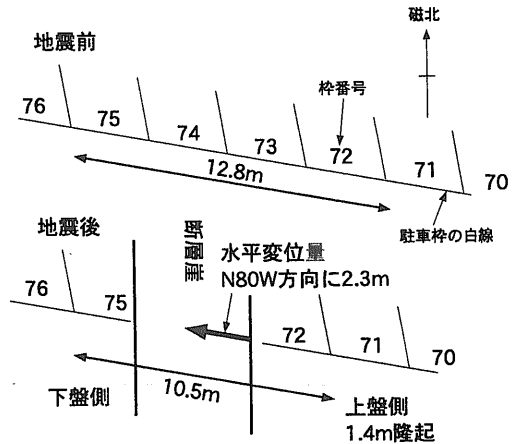 磁北
地震前
枠番号
76
75
74
73
72
71
70
12.8m
駐車枠の白線
地震後
断層崖
水平変位量
N80W方向に2.3m
76
75
72
71
70
10.5m
下盤側
上盤側
1.4m隆起